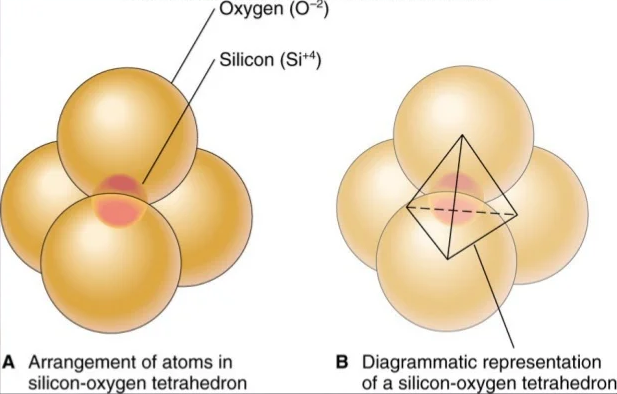 Oxygen (O⁻²)
Silicon (Si⁺⁴)
A Arrangement of atoms in
silicon-oxygen tetrahedron
B Diagrammatic representation
of a silicon-oxygen tetrahedron